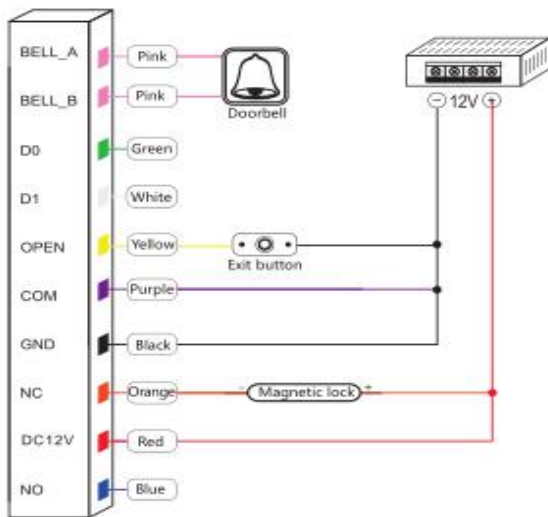 BELL_A Pink
BELL_B Pink
Doorbell
− 12V +
D0 Green
D1 White
OPEN Yellow
Exit button
COM Purple
GND Black
NC Orange - Magnetic lock +
DC12V Red
NO Blue